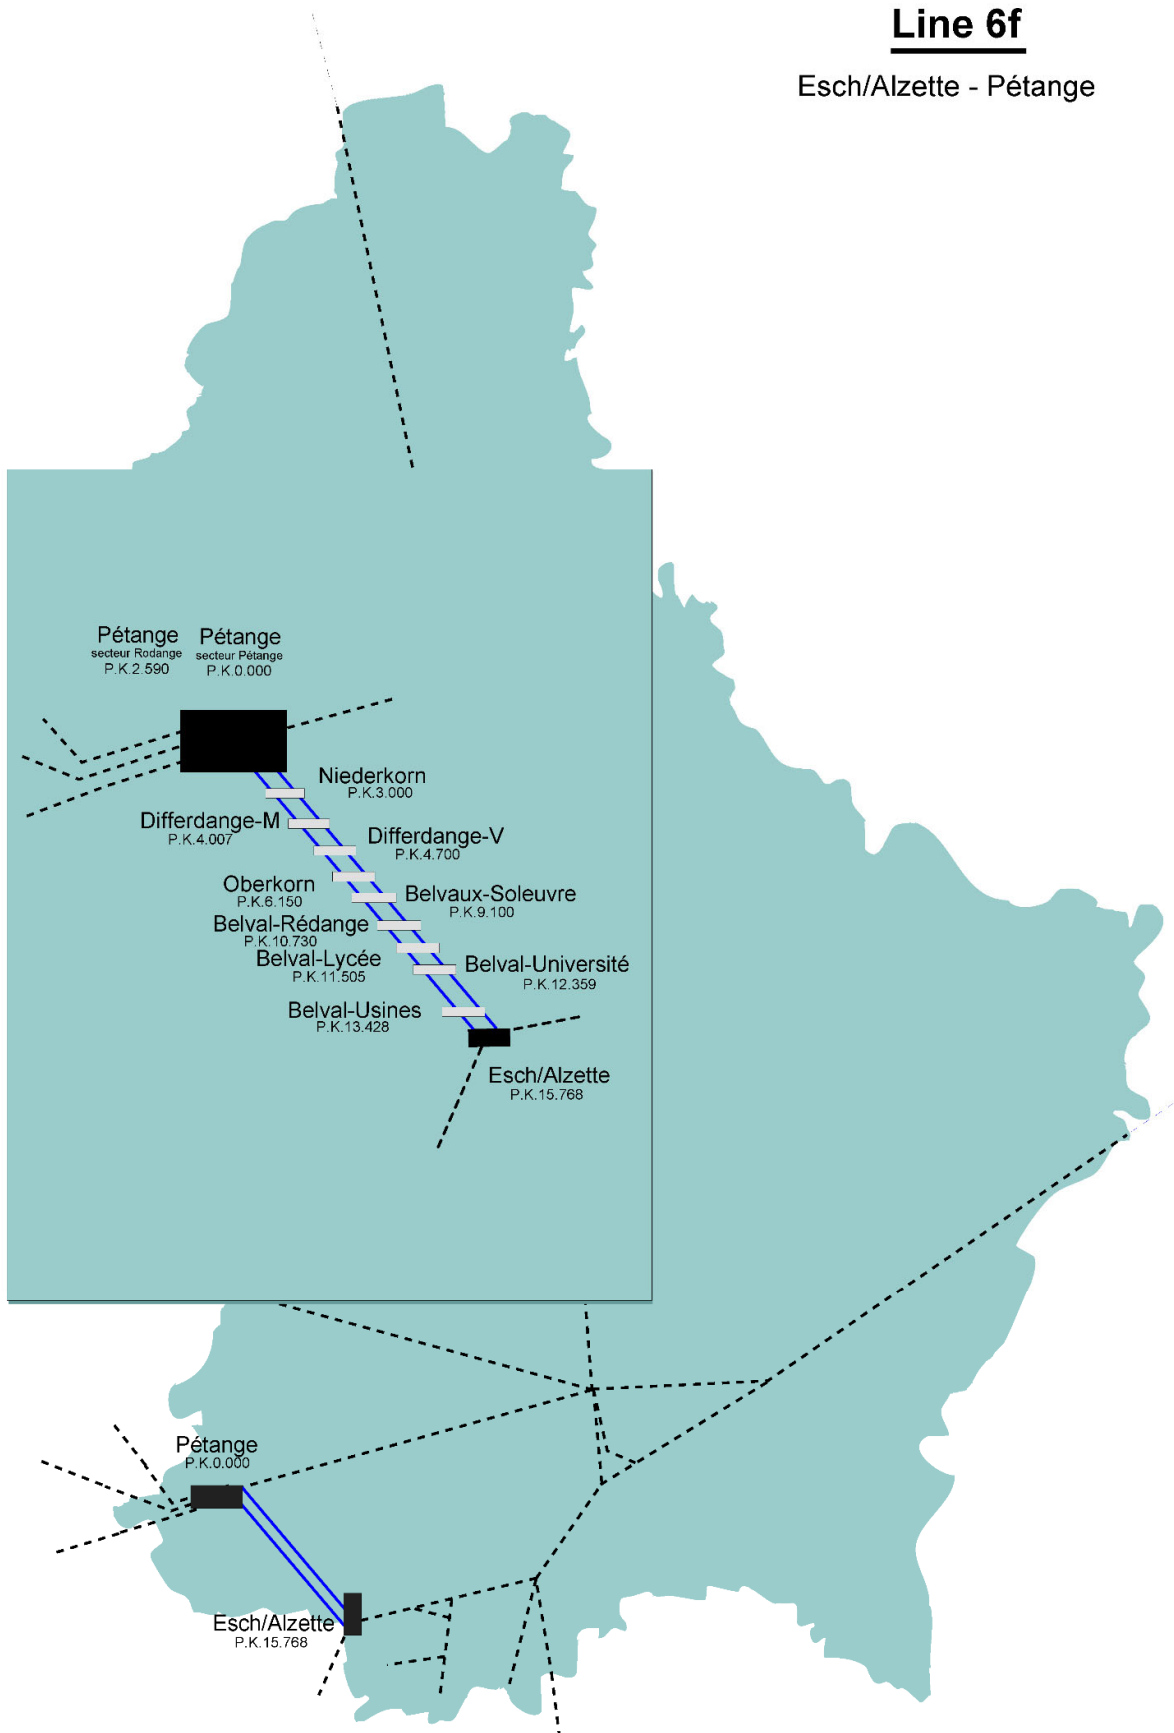 Line 6f
Esch/Alzette - Pétange
Pétange
secteur Rodange
P.K.2.590
Pétange
secteur Pétange
P.K.0.000
Niederkorn
P.K.3.000
Differdange-M
P.K.4.007
Differdange-V
P.K.4.700
Oberkorn
P.K.6.150
Belvaux-Soleuvre
P.K.9.100
Belval-Rédange
P.K.10.730
Belval-Lycée
P.K.11.505
Belval-Université
P.K.12.359
Belval-Usines
P.K.13.428
Esch/Alzette
P.K.15.768
Pétange
P.K.0.000
Esch/Alzette
P.K.15.768